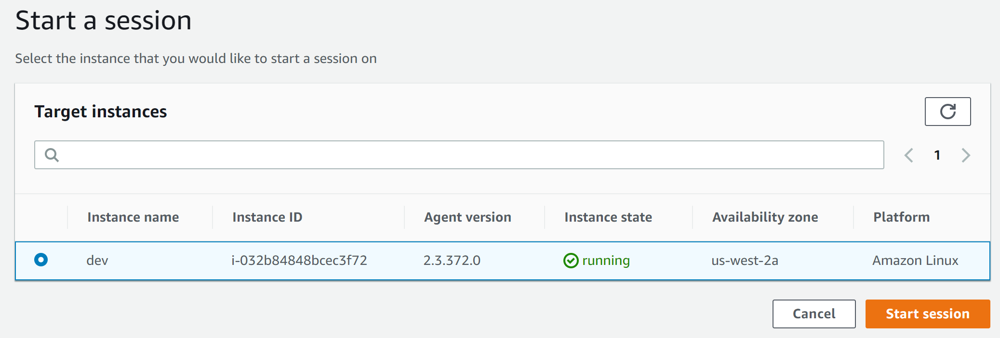 Start a session
Select the instance that you would like to start a session on
Target instances
1
Instance name Instance ID Agent version Instance state Availability zone Platform
dev i-032b84848bcec3f72 2.3.372.0 running us-west-2a Amazon Linux
Cancel Start session